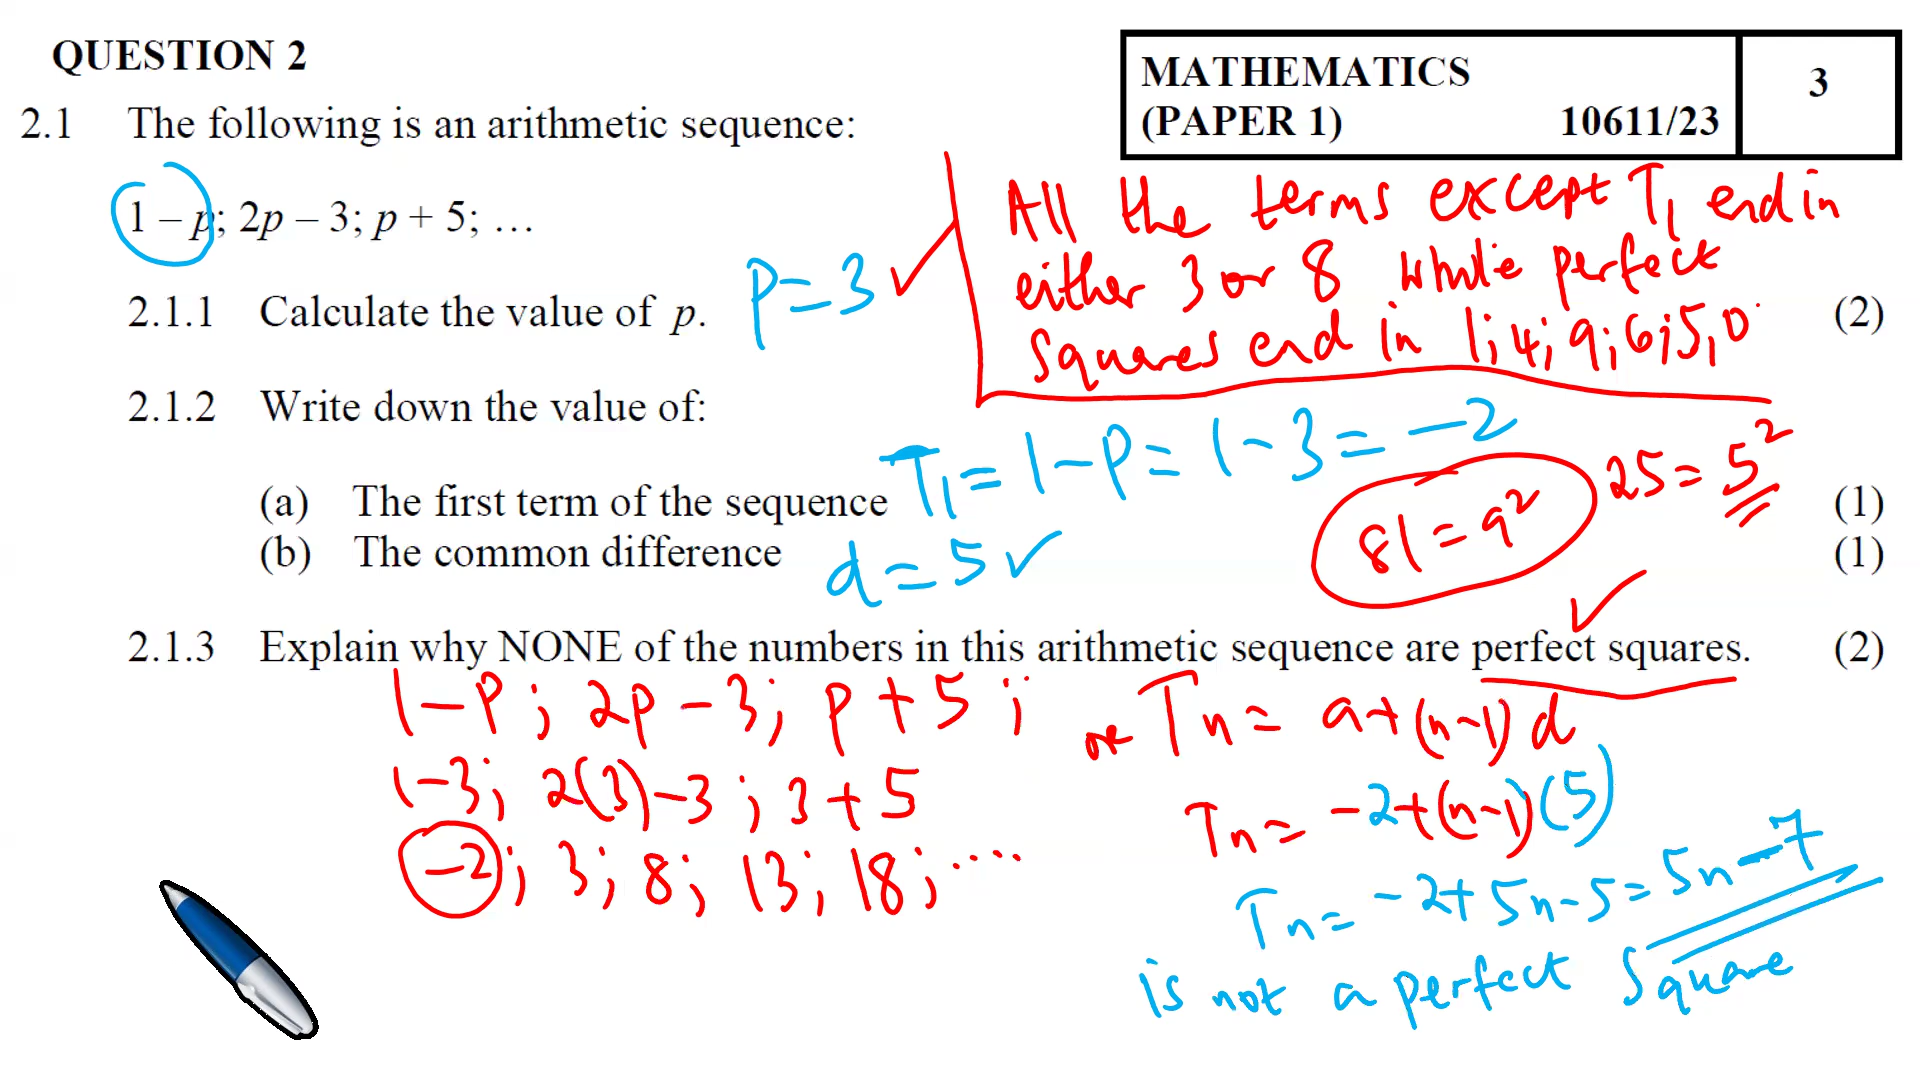 QUESTION 2
MATHEMATICS
(PAPER 1) 10611/23
3
2.1 The following is an arithmetic sequence:
1 – p; 2p – 3; p + 5; …
All the terms except T₁ end in
either 3 or 8 while perfect
squares end in 1; 4; 9; 6; 5; 0
2.1.1 Calculate the value of p. (2)
P = 3 ✓
2.1.2 Write down the value of:
T₁ = 1 – P = 1 – 3 = –2
(a) The first term of the sequence (1)
81 = 9²
25 = 5²
(b) The common difference (1)
d = 5 ✓
2.1.3 Explain why NONE of the numbers in this arithmetic sequence are perfect squares. (2)
1 – P; 2P – 3; P + 5;
1 – 3; 2(3) – 3; 3 + 5
–2; 3; 8; 13; 18; ....
or Tn = a + (n – 1)d
Tn = –2 + (n – 1)(5)
Tn = –2 + 5n – 5 = 5n – 7
is not a perfect square